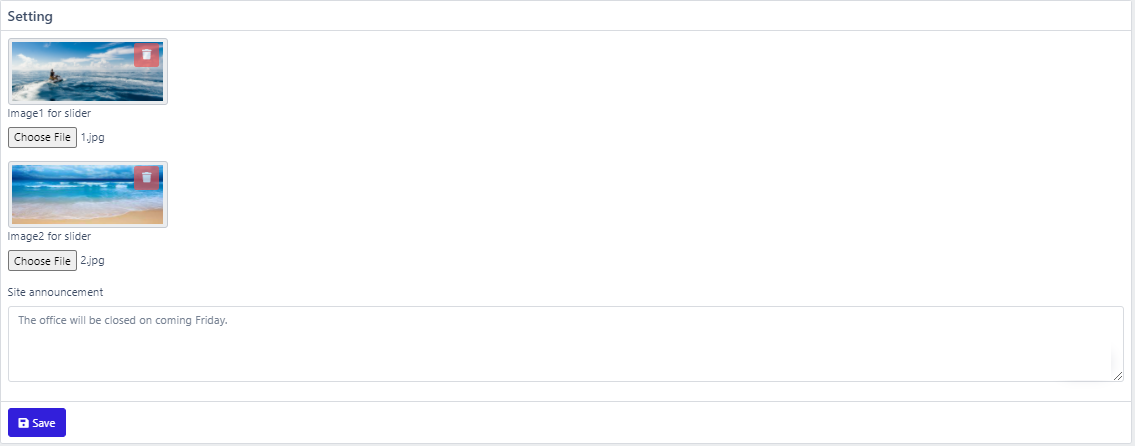 Setting
Image1 for slider
Choose File 1.jpg
Image2 for slider
Choose File 2.jpg
Site announcement
The office will be closed on coming Friday.
Save